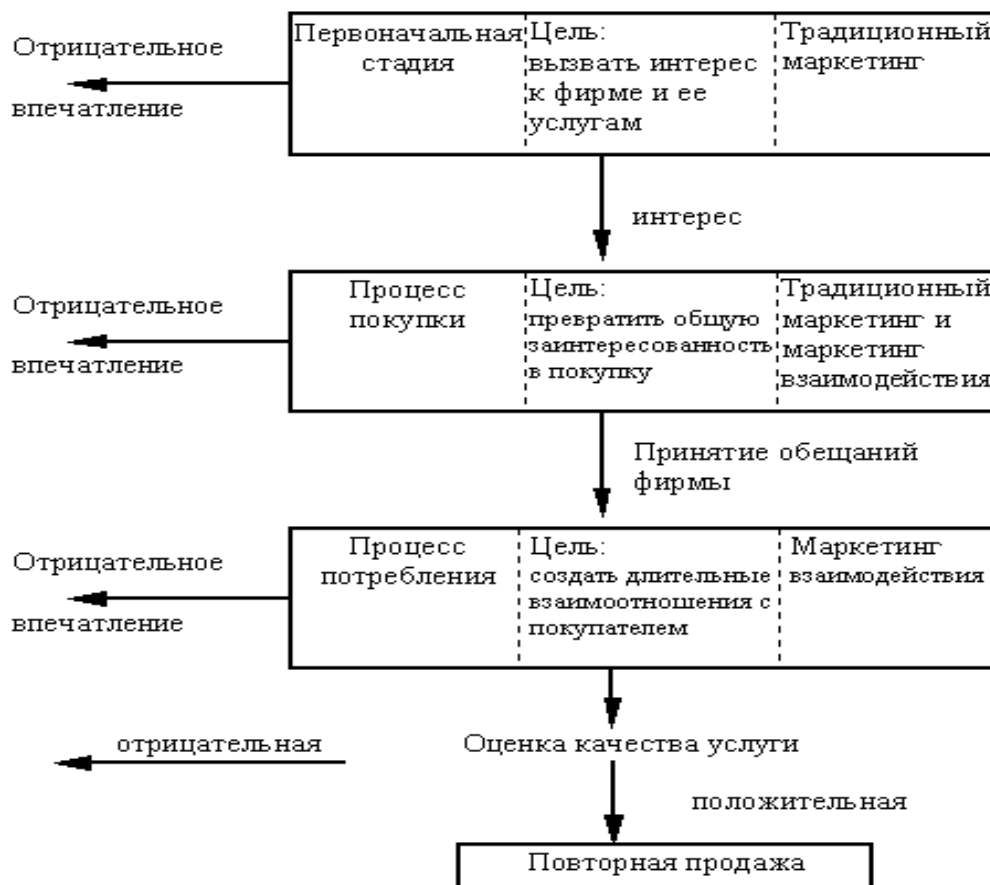 Отрицательное
впечатление
Первоначальная
стадия
Цель:
вызвать интерес
к фирме и ее
услугам
Традиционный
маркетинг
интерес
Отрицательное
впечатление
Процесс
покупки
Цель:
превратить общую
заинтересованность
в покупку
Традиционный
маркетинг и
маркетинг
взаимодействия
Принятие обещаний
фирмы
Отрицательное
впечатление
Процесс
потребления
Цель:
создать длительные
взаимоотношения с
покупателем
Маркетинг
взаимодействия
отрицательная
Оценка качества услуги
положительная
Повторная продажа